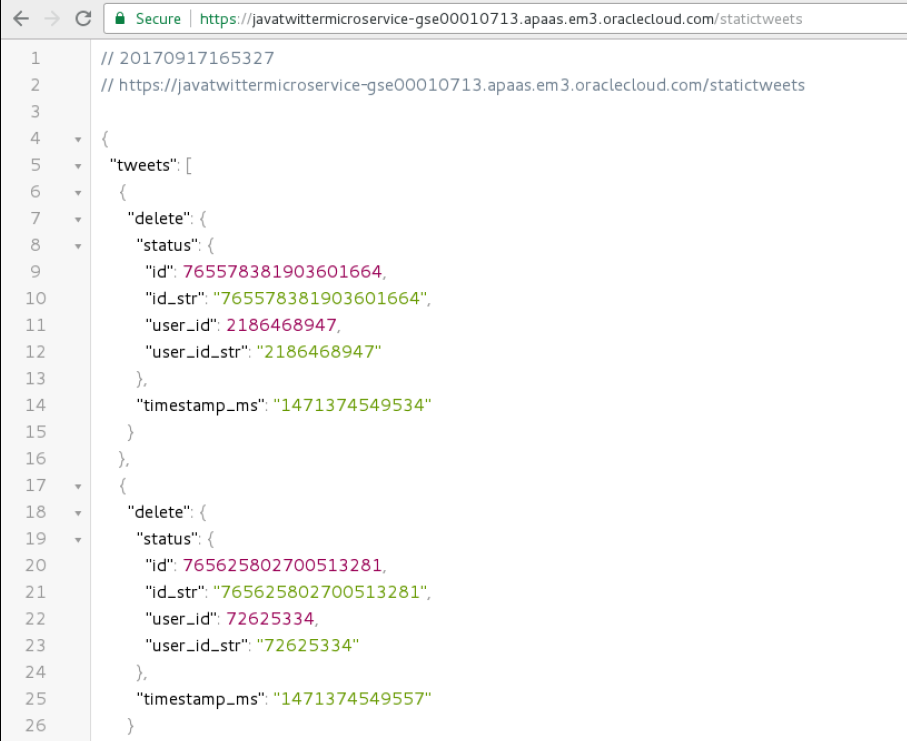 Secure https://javatwittermicroservice-gse00010713.apaas.em3.oraclecloud.com/statictweets
1 // 20170917165327
2 // https://javatwittermicroservice-gse00010713.apaas.em3.oraclecloud.com/statictweets
3
4 {
5 "tweets": [
6 {
7 "delete": {
8 "status": {
9 "id": 765578381903601664,
10 "id_str": "765578381903601664",
11 "user_id": 2186468947,
12 "user_id_str": "2186468947"
13 },
14 "timestamp_ms": "1471374549534"
15 }
16 },
17 {
18 "delete": {
19 "status": {
20 "id": 765625802700513281,
21 "id_str": "765625802700513281",
22 "user_id": 72625334,
23 "user_id_str": "72625334"
24 },
25 "timestamp_ms": "1471374549557"
26 }